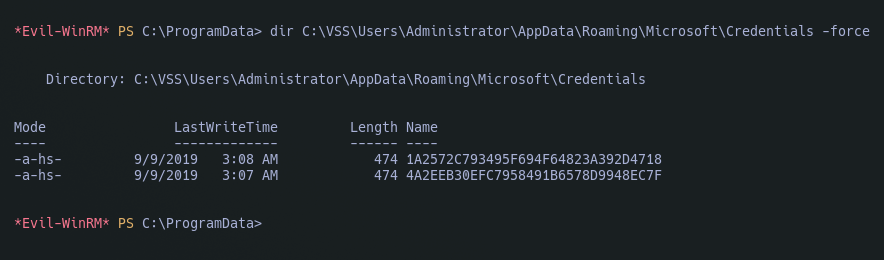 *Evil-WinRM* PS C:\ProgramData> dir C:\VSS\Users\Administrator\AppData\Roaming\Microsoft\Credentials -force
Directory: C:\VSS\Users\Administrator\AppData\Roaming\Microsoft\Credentials
Mode                LastWriteTime         Length Name
----                -------------         ------ ----
-a-hs-         9/9/2019   3:08 AM            474 1A2572C793495F694F64823A392D4718
-a-hs-         9/9/2019   3:07 AM            474 4A2EEB30EFC7958491B6578D9948EC7F
*Evil-WinRM* PS C:\ProgramData>